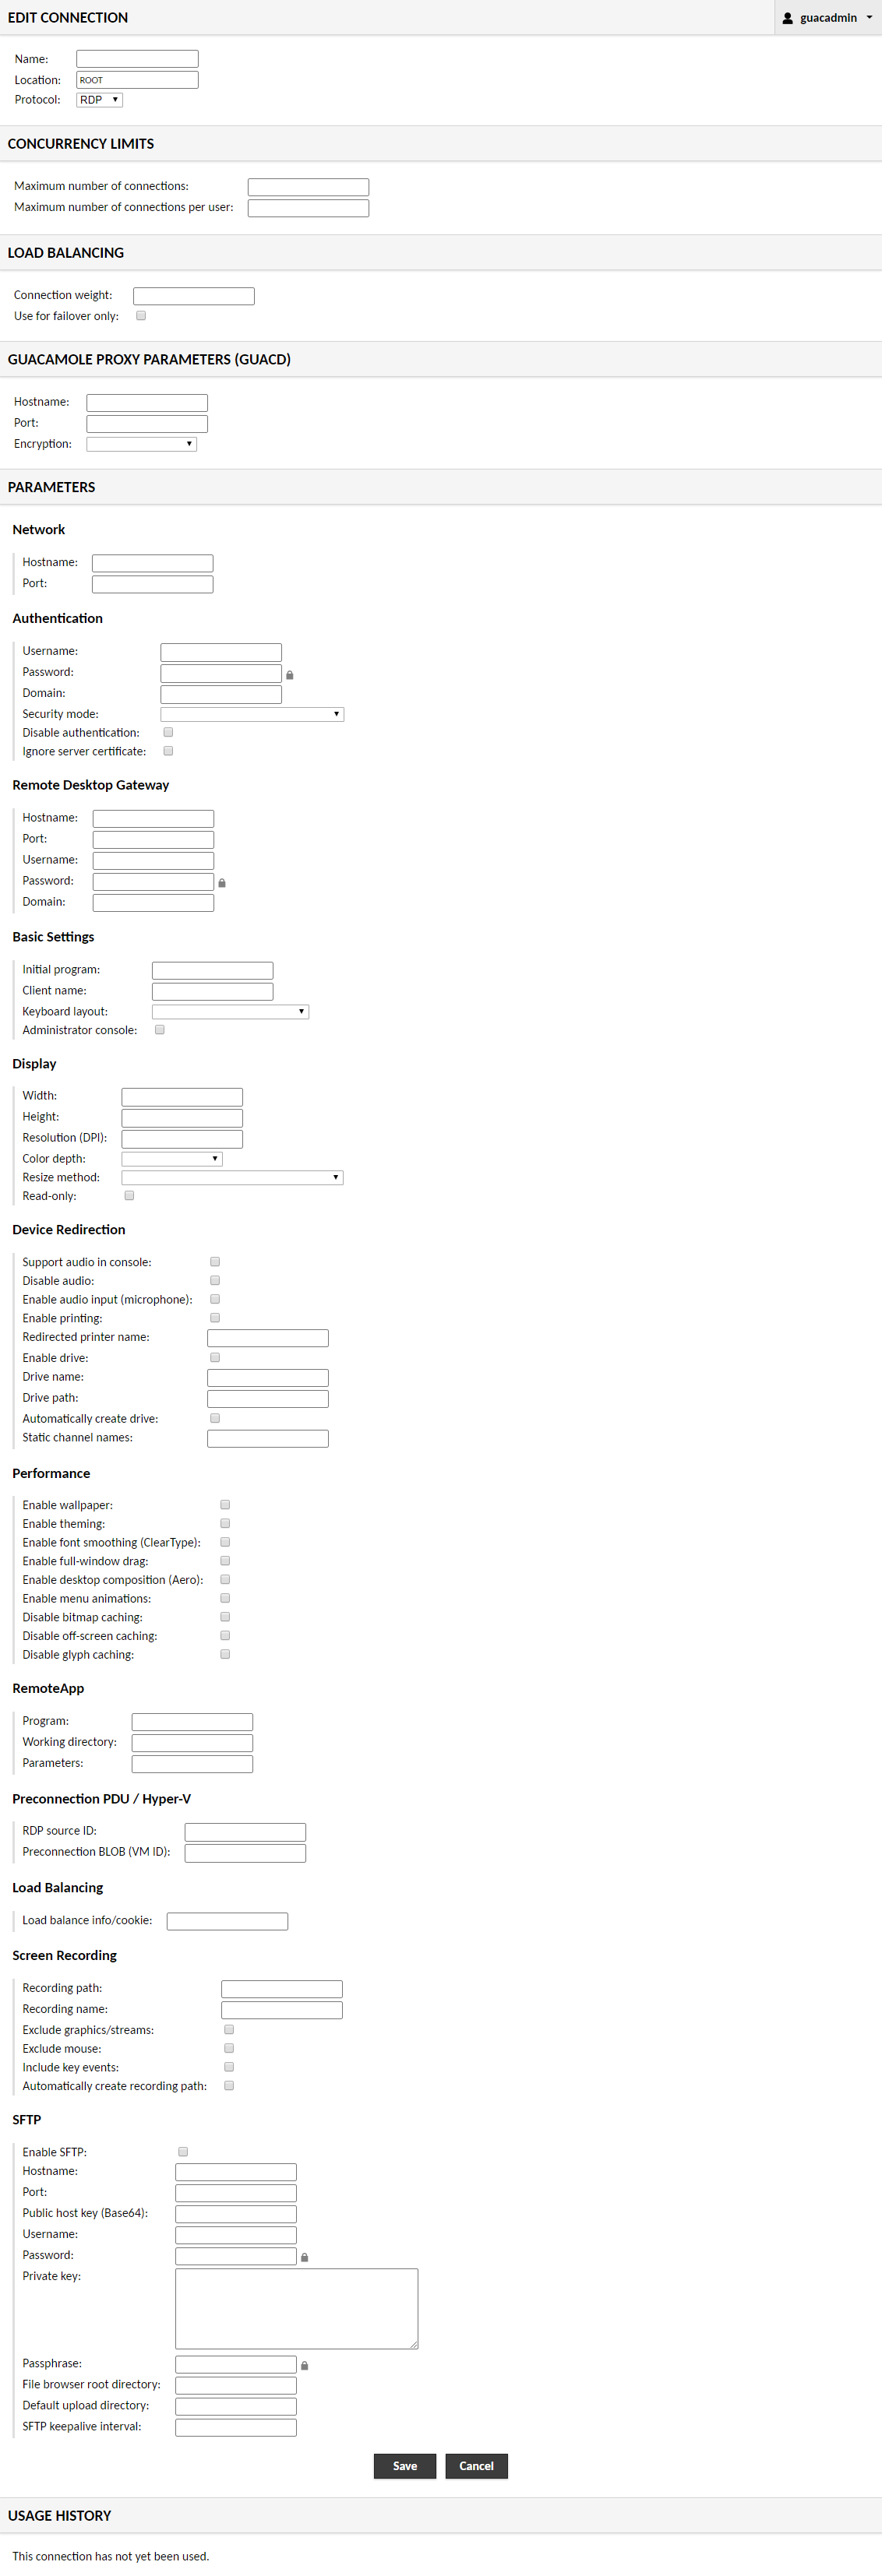 EDIT CONNECTION
guacadmin
Name:
Location: ROOT
Protocol: RDP
CONCURRENCY LIMITS
Maximum number of connections:
Maximum number of connections per user:
LOAD BALANCING
Connection weight:
Use for failover only:
GUACAMOLE PROXY PARAMETERS (GUACD)
Hostname:
Port:
Encryption:
PARAMETERS
Network
Hostname:
Port:
Authentication
Username:
Password:
Domain:
Security mode:
Disable authentication:
Ignore server certificate:
Remote Desktop Gateway
Hostname:
Port:
Username:
Password:
Domain:
Basic Settings
Initial program:
Client name:
Keyboard layout:
Administrator console:
Display
Width:
Height:
Resolution (DPI):
Color depth:
Resize method:
Read-only:
Device Redirection
Support audio in console:
Disable audio:
Enable audio input (microphone):
Enable printing:
Redirected printer name:
Enable drive:
Drive name:
Drive path:
Automatically create drive:
Static channel names:
Performance
Enable wallpaper:
Enable theming:
Enable font smoothing (ClearType):
Enable full-window drag:
Enable desktop composition (Aero):
Enable menu animations:
Disable bitmap caching:
Disable off-screen caching:
Disable glyph caching:
RemoteApp
Program:
Working directory:
Parameters:
Preconnection PDU / Hyper-V
RDP source ID:
Preconnection BLOB (VM ID):
Load Balancing
Load balance info/cookie:
Screen Recording
Recording path:
Recording name:
Exclude graphics/streams:
Exclude mouse:
Include key events:
Automatically create recording path:
SFTP
Enable SFTP:
Hostname:
Port:
Public host key (Base64):
Username:
Password:
Private key:
Passphrase:
File browser root directory:
Default upload directory:
SFTP keepalive interval:
Save Cancel
USAGE HISTORY
This connection has not yet been used.